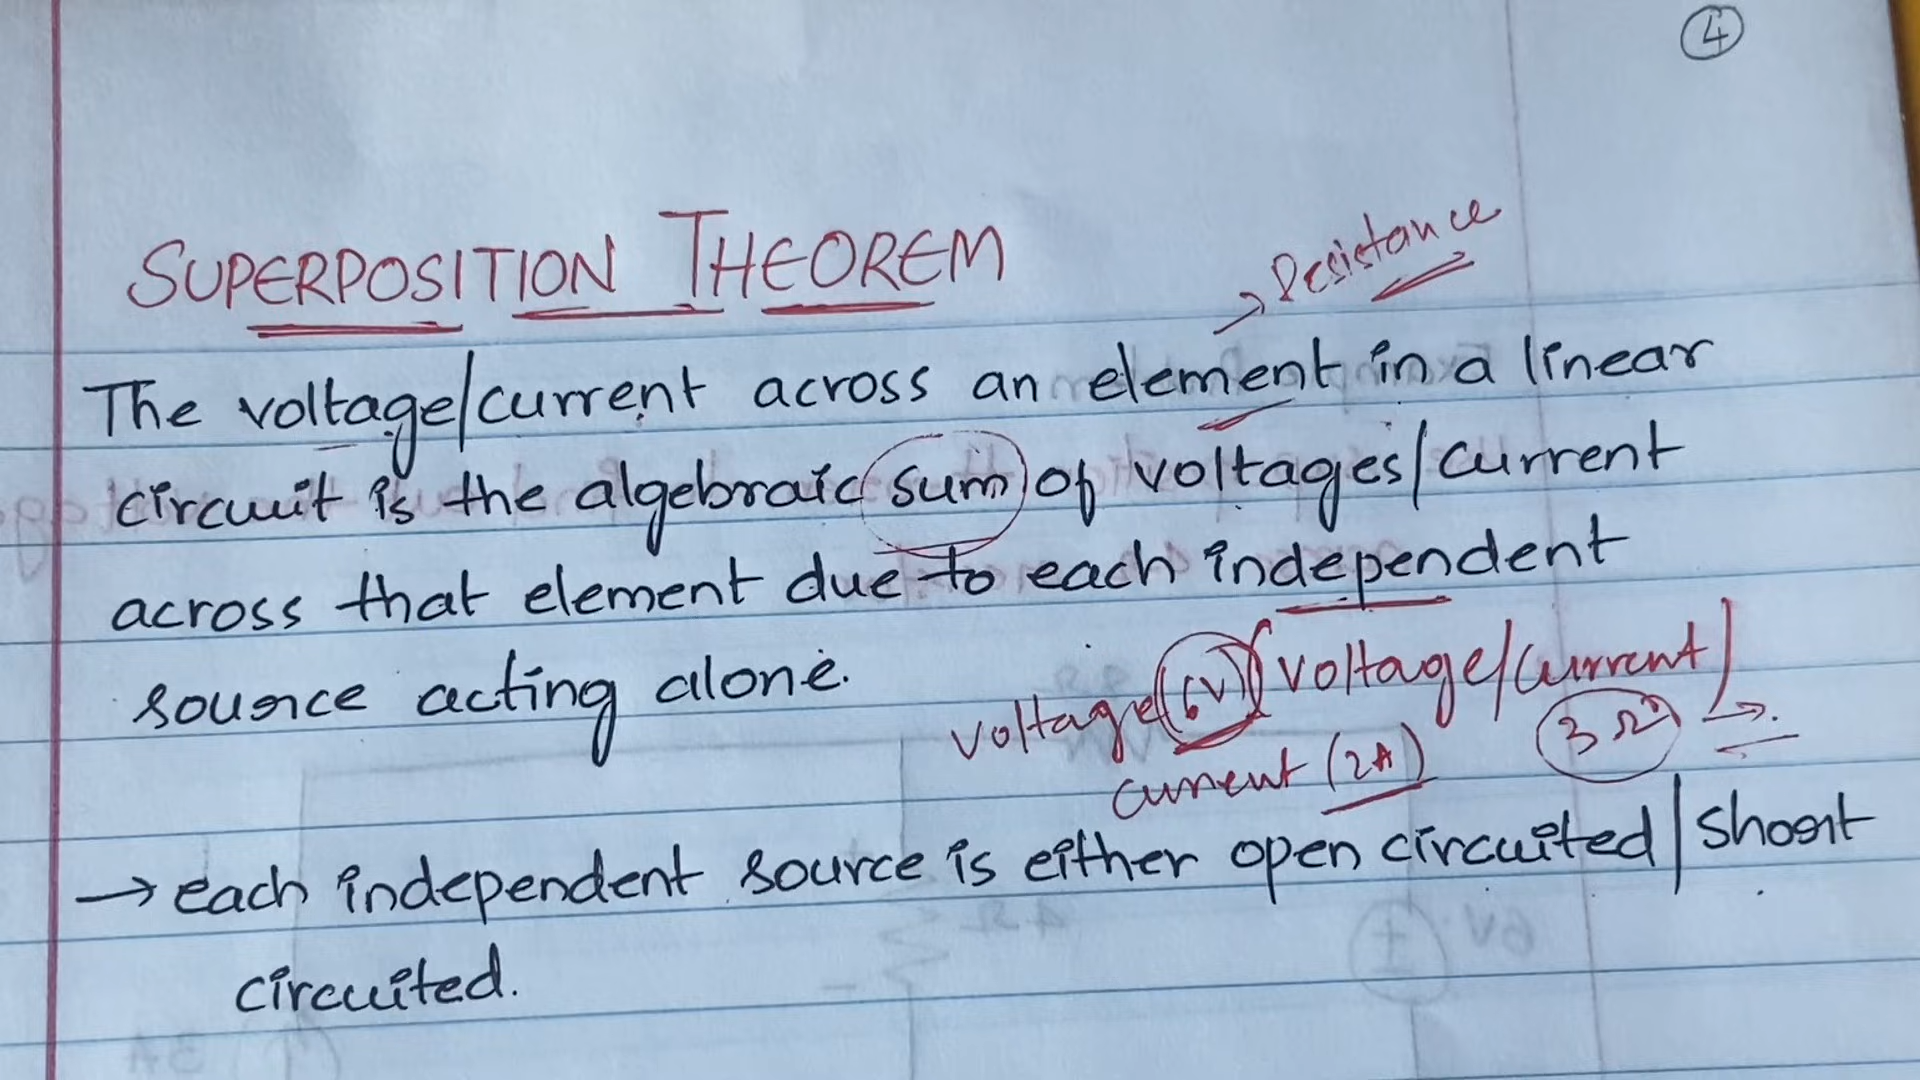 4
SUPERPOSITION THEOREM
Resistance
The voltage/current across an element in a linear
circuit is the algebraic sum of voltages/current
across that element due to each independent
source acting alone.
voltage (6V) (voltage/current)
current (2A) 3Ω
→ each independent source is either open circuited/short
circuited.